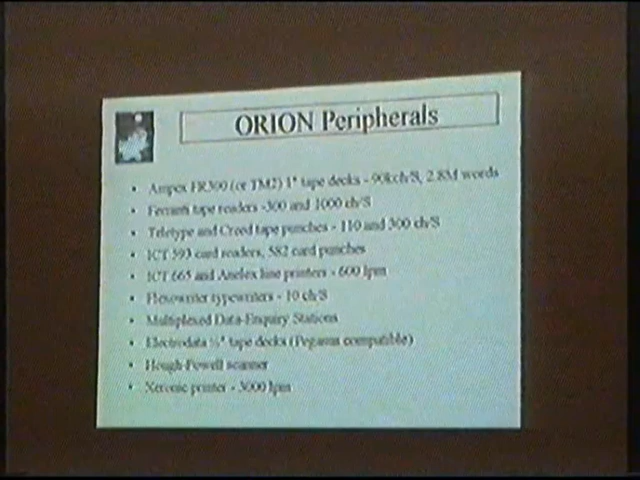 ORION Peripherals
• Ampex FR300 (or TM2) 1" tape decks - 90kch/S, 2.8M words
• Ferranti tape readers -300 and 1000 ch/S
• Teletype and Creed tape punches - 110 and 300 ch/S
• ICT 593 card readers, 582 card punches
• ICT 665 and Anelex line printers - 600 lpm
• Flexowriter typewriters - 10 ch/S
• Multiplexed Data-Enquiry Stations
• Electrodata ½" tape decks (Pegasus compatible)
• Hough-Powell scanner
• Xeronic printer - 3000 lpm